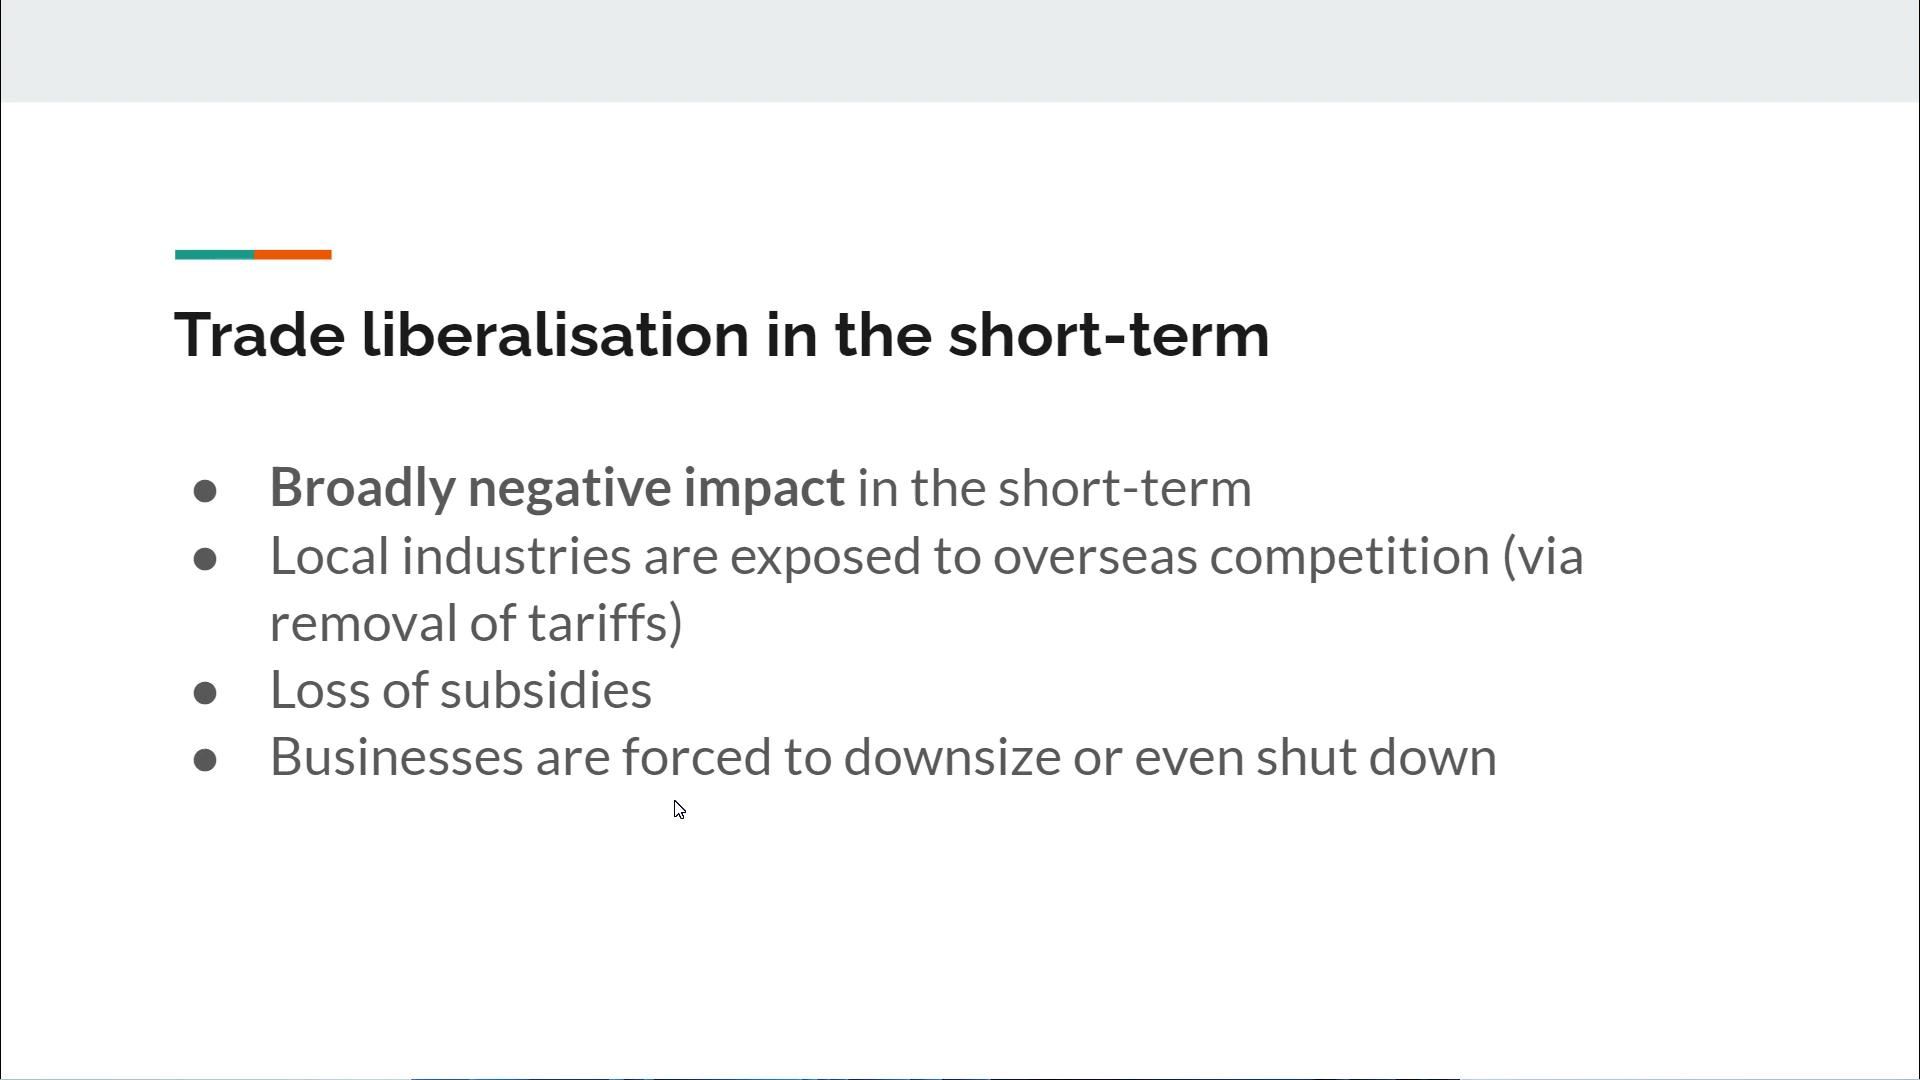 Trade liberalisation in the short-term
● Broadly negative impact in the short-term
● Local industries are exposed to overseas competition (via
removal of tariffs)
● Loss of subsidies
● Businesses are forced to downsize or even shut down